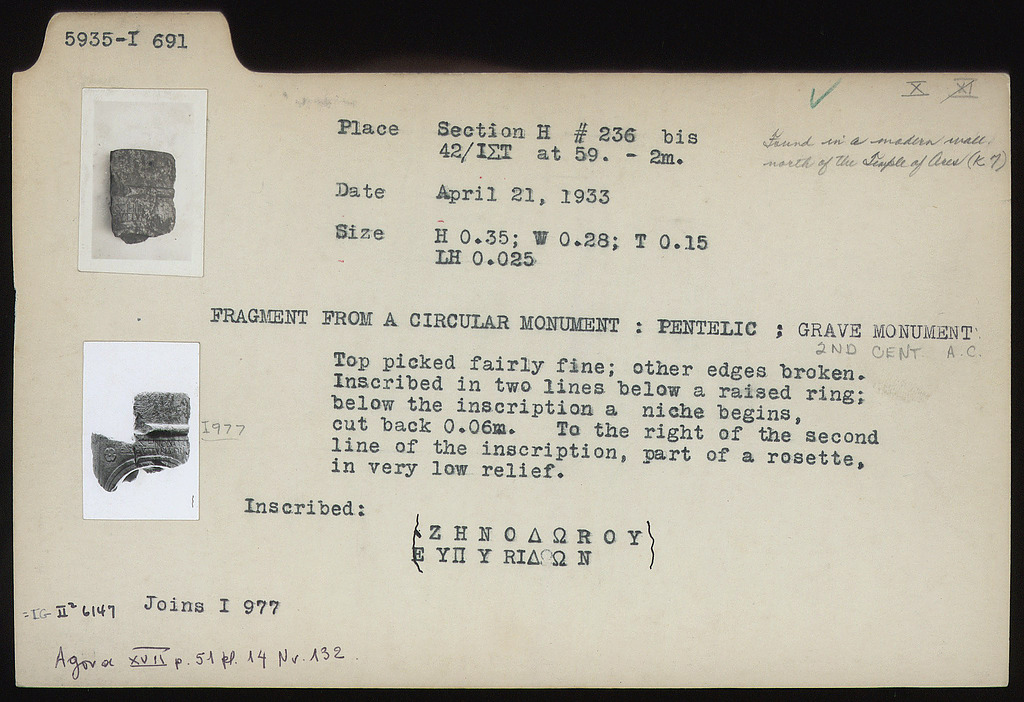 5935-I 691
X XI
Place Section H # 236 bis
42/ΙΣΤ at 59. - 2m.
Found in a modern wall
north of the Temple of Ares (K 7)
Date April 21, 1933
Size H 0.35; W 0.28; T 0.15
LH 0.025
FRAGMENT FROM A CIRCULAR MONUMENT : PENTELIC ; GRAVE MONUMENT
2ND CENT. A.C.
Top picked fairly fine; other edges broken.
Inscribed in two lines below a raised ring;
below the inscription a niche begins,
cut back 0.06m. To the right of the second
line of the inscription, part of a rosette,
in very low relief.
I977
Inscribed:
Ζ Η Ν Ο Δ Ω R Ο Υ
Ε ΥΠ Υ RΙΔΩ Ν
=IG II² 6147 Joins I 977
Agora XVII p. 51 pl. 14 Nr. 132.